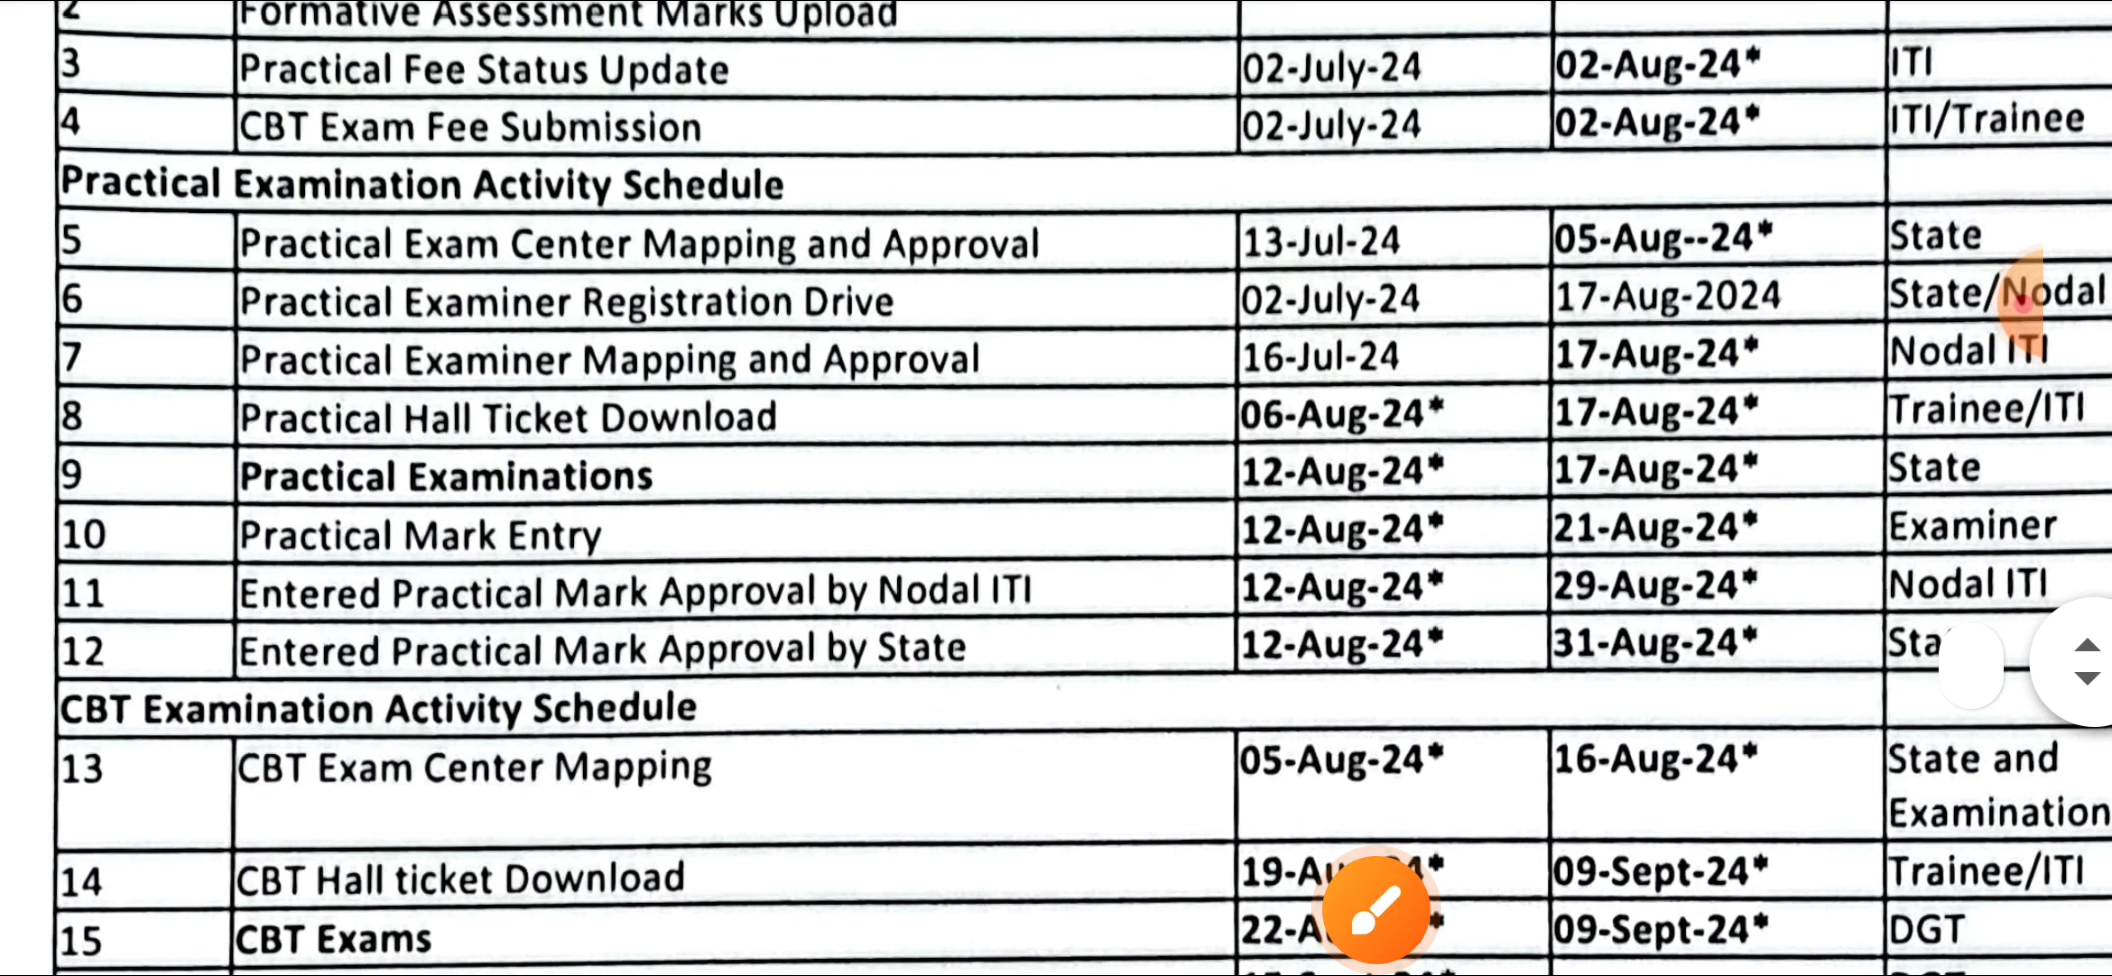 2 Formative Assessment Marks Upload
3 Practical Fee Status Update 02-July-24 02-Aug-24* ITI
4 CBT Exam Fee Submission 02-July-24 02-Aug-24* ITI/Trainee
Practical Examination Activity Schedule
5 Practical Exam Center Mapping and Approval 13-Jul-24 05-Aug--24* State
6 Practical Examiner Registration Drive 02-July-24 17-Aug-2024 State/Nodal
7 Practical Examiner Mapping and Approval 16-Jul-24 17-Aug-24* Nodal ITI
8 Practical Hall Ticket Download 06-Aug-24* 17-Aug-24* Trainee/ITI
9 Practical Examinations 12-Aug-24* 17-Aug-24* State
10 Practical Mark Entry 12-Aug-24* 21-Aug-24* Examiner
11 Entered Practical Mark Approval by Nodal ITI 12-Aug-24* 29-Aug-24* Nodal ITI
12 Entered Practical Mark Approval by State 12-Aug-24* 31-Aug-24* Sta
CBT Examination Activity Schedule
13 CBT Exam Center Mapping 05-Aug-24* 16-Aug-24* State and
Examination
14 CBT Hall ticket Download 09-Sept-24* Trainee/ITI
15 CBT Exams 09-Sept-24* DGT